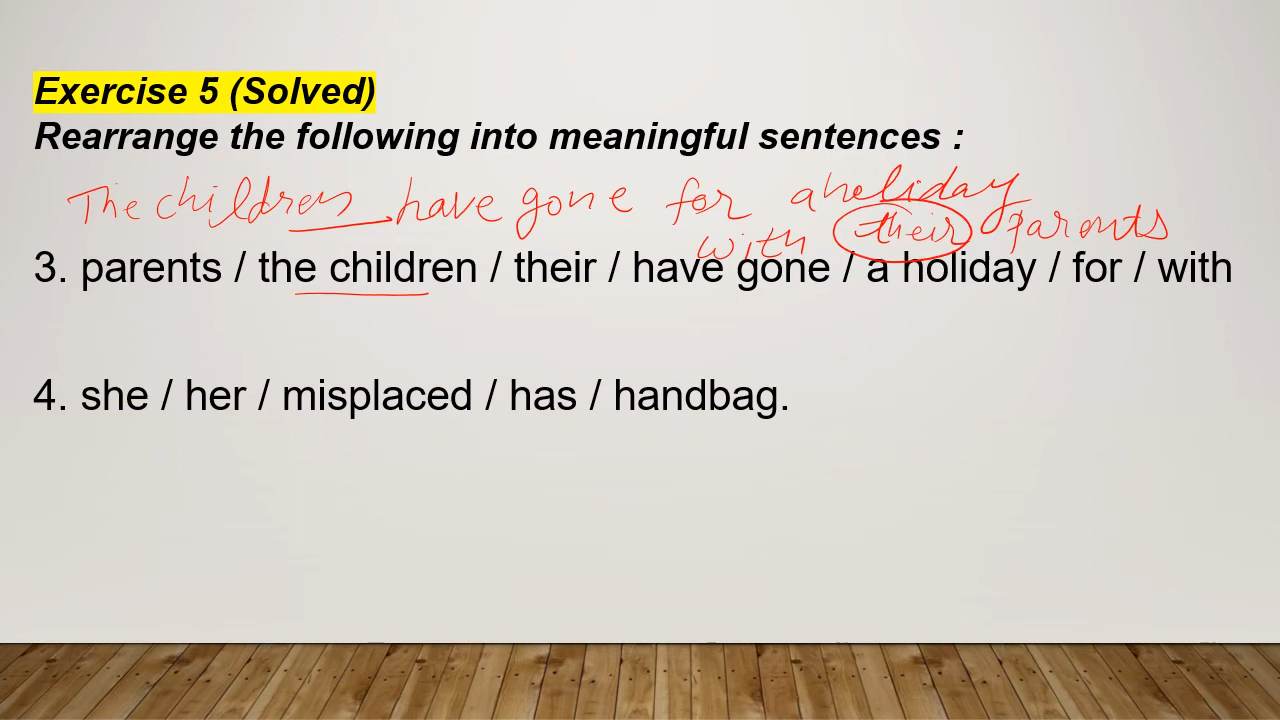 Exercise 5 (Solved)
Rearrange the following into meaningful sentences :
The children have gone for a holiday
with their parents
3. parents / the children / their / have gone / a holiday / for / with
4. she / her / misplaced / has / handbag.